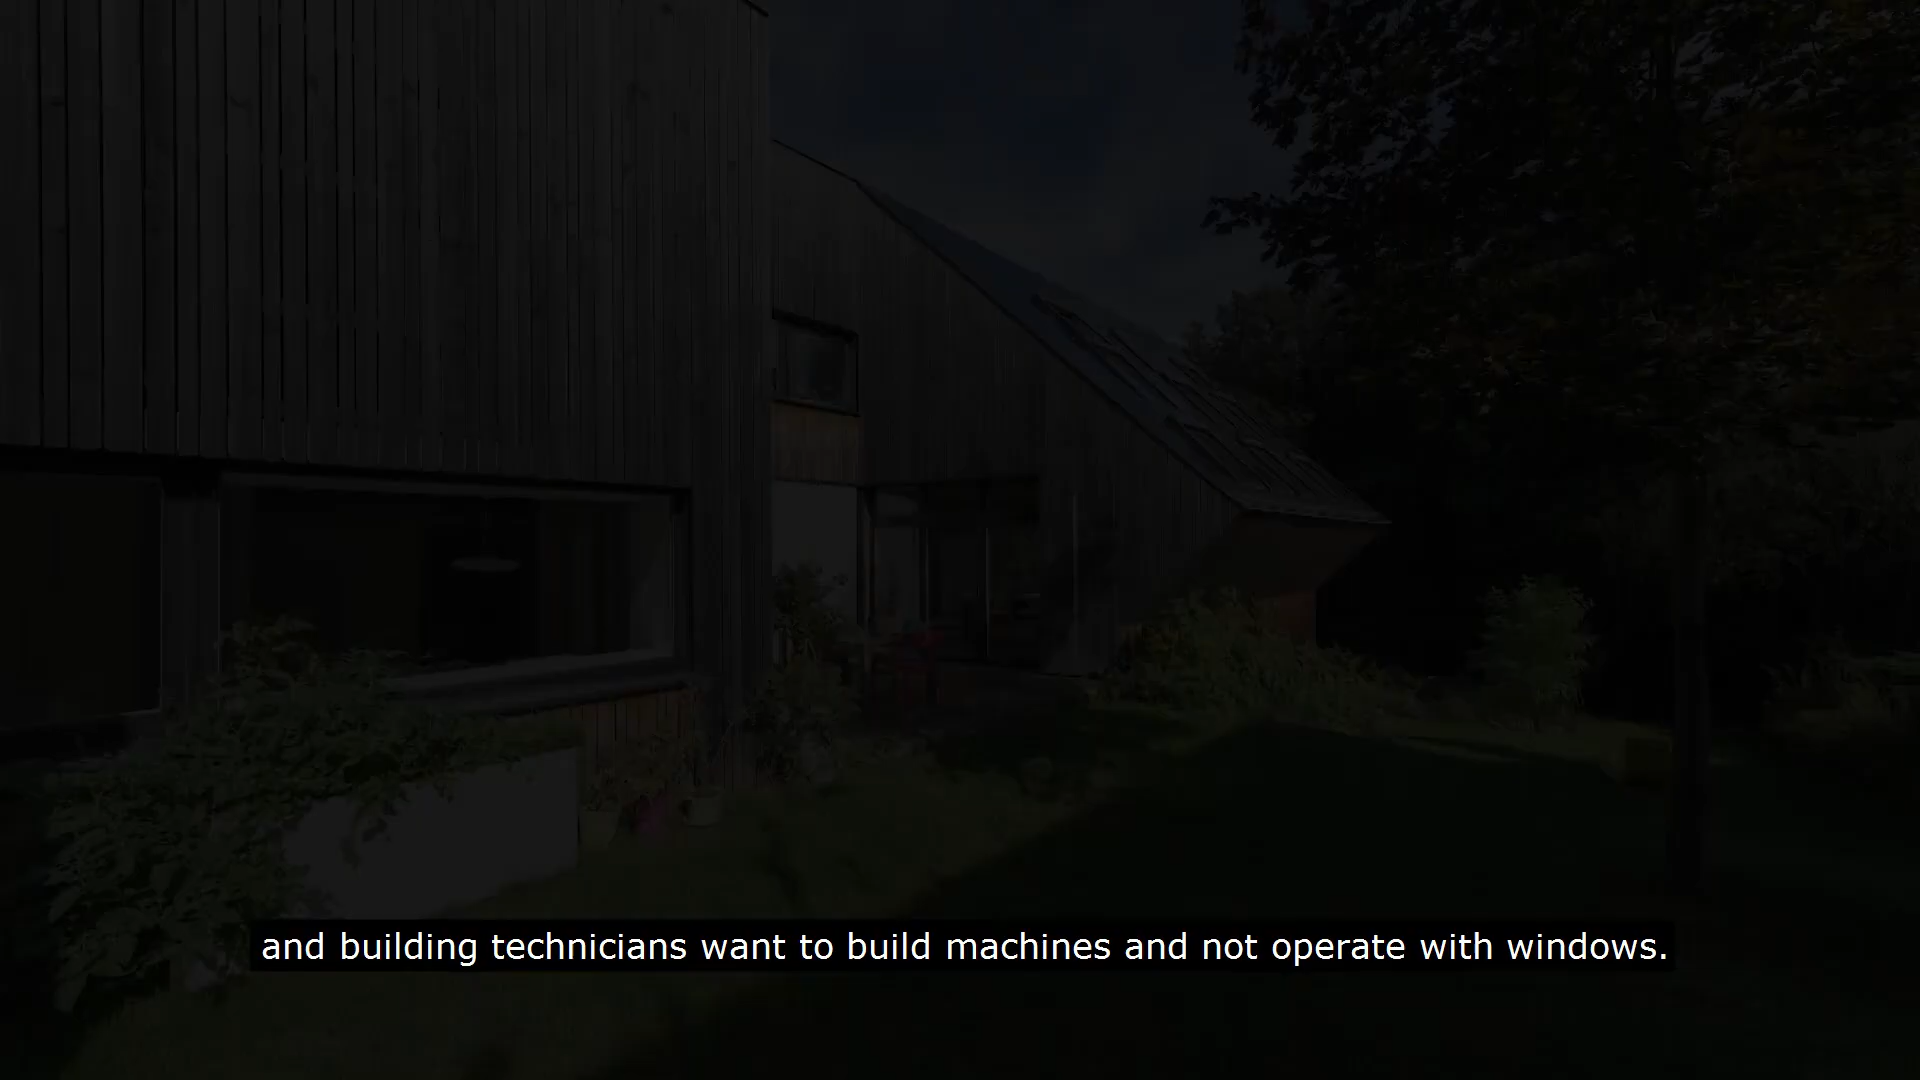 and building technicians want to build machines and not operate with windows.